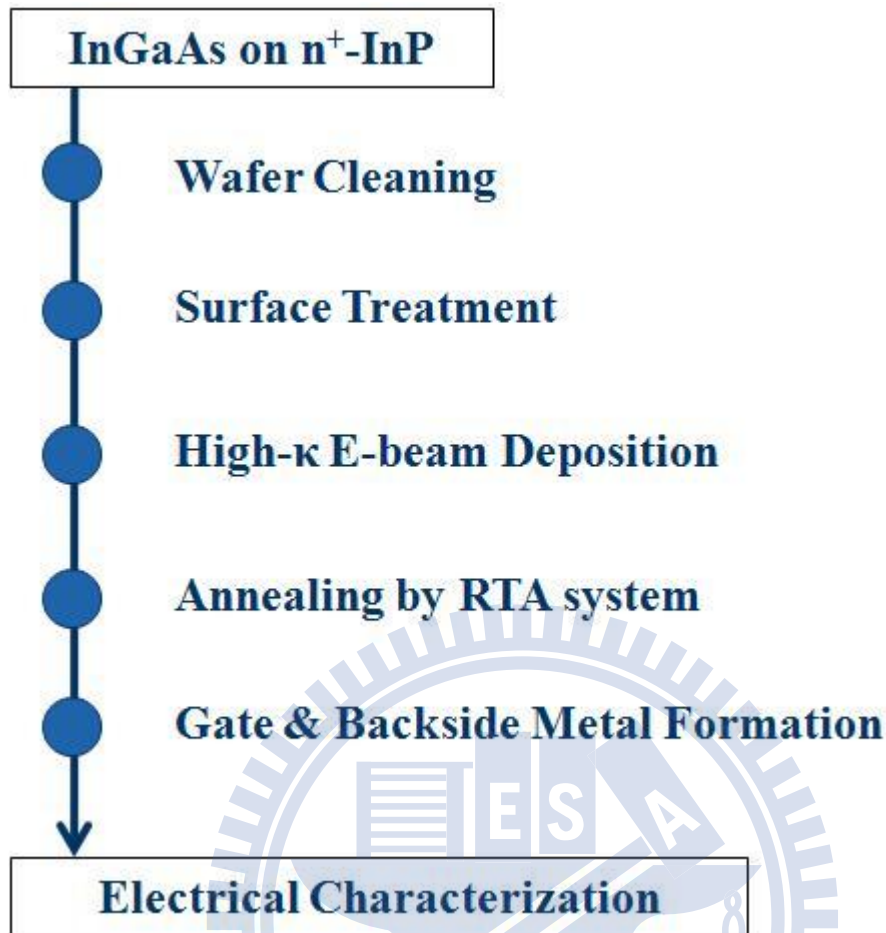 InGaAs on n⁺-InP
Wafer Cleaning
Surface Treatment
High-κ E-beam Deposition
Annealing by RTA system
Gate & Backside Metal Formation
E S A
Electrical Characterization
8